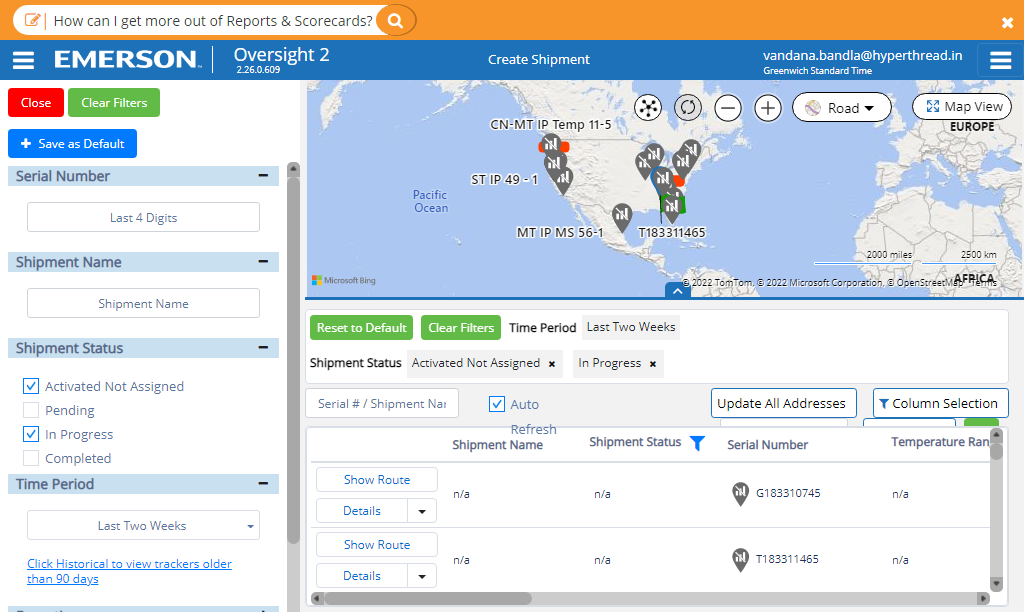 How can I get more out of Reports & Scorecards?
EMERSON
Oversight 2
2.26.0.609
Create Shipment
vandana.bandla@hyperthread.in
Greenwich Standard Time
Close
Clear Filters
Save as Default
Serial Number
Last 4 Digits
Shipment Name
Shipment Name
Shipment Status
Activated Not Assigned
Pending
In Progress
Completed
Time Period
Last Two Weeks
Click Historical to view trackers older
than 90 days
Road
Map View
EUROPE
CN-MT IP Temp 11-5
ST IP 49 - 1
Pacific
Ocean
MT IP MS 56-1
T183311465
2000 miles
2500 km
AFRICA
Microsoft Bing
© 2022 TomTom, © 2022 Microsoft Corporation, © OpenStreetMap Terms
Reset to Default
Clear Filters
Time Period
Last Two Weeks
Shipment Status
Activated Not Assigned ×
In Progress ×
Serial # / Shipment Nar
Auto
Refresh
Update All Addresses
Column Selection
Shipment Name
Shipment Status
Serial Number
Temperature Ran
Show Route
Details
n/a
n/a
G183310745
n/a
Show Route
Details
n/a
n/a
T183311465
n/a